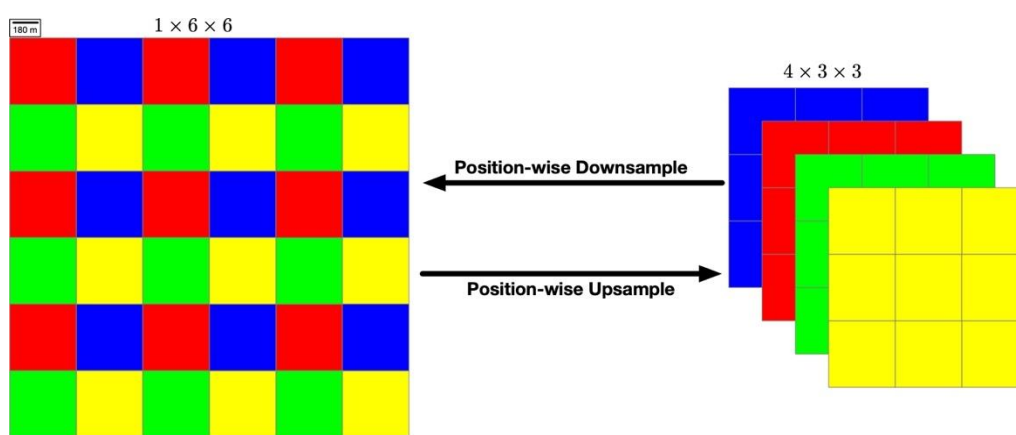 180 m
1 × 6 × 6
4 × 3 × 3
Position-wise Downsample
Position-wise Upsample